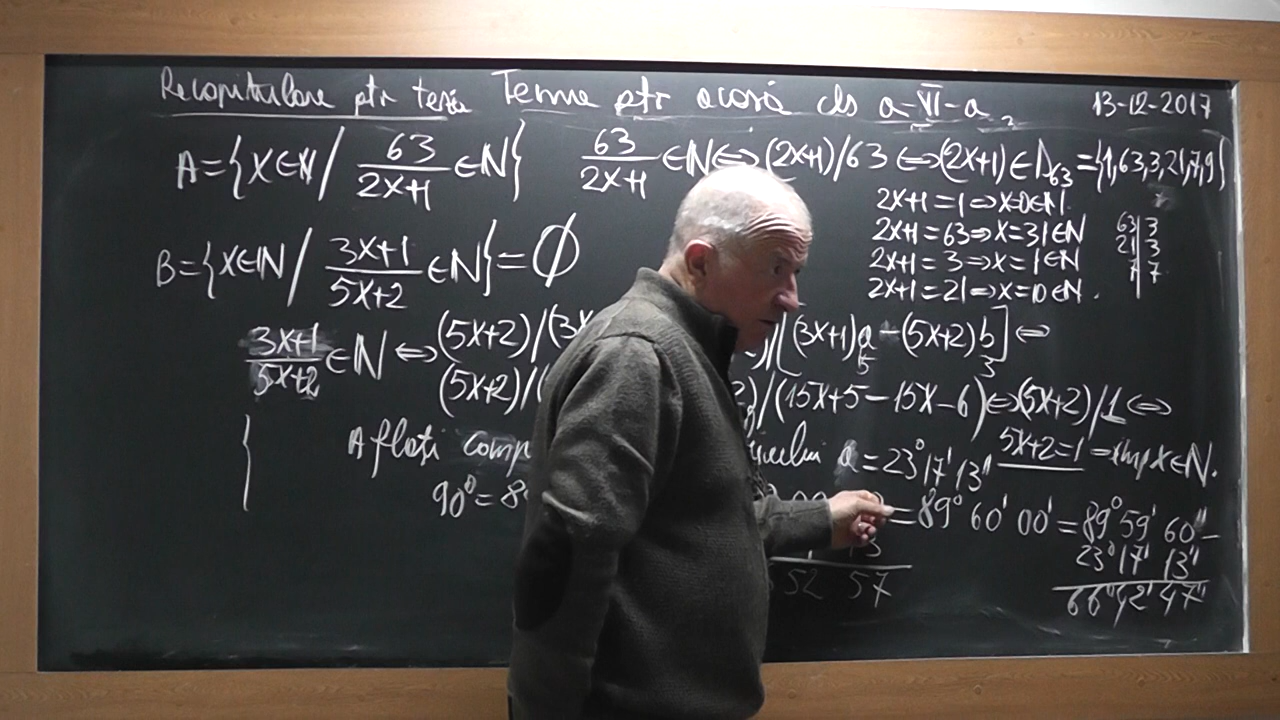 Recapitulare ptr teză Teme ptr acasă cls a-VI-a 13-12-2017
A={x∈N/ 63/(2x+1) ∈N} 63/(2x+1) ∈N⇔(2x+1)/63⇔(2x+1)∈D63={1,63,3,21,7,9}
2x+1=1⇒x=0∈N
2x+1=63⇒x=31∈N
2x+1=3⇒x=1∈N
2x+1=21⇒x=10∈N.
63|3
21|3
7|7
B={x∈N/ (3x+1)/(5x+2) ∈N}=Ø
(3x+1)/(5x+2) ∈N⇔(5x+2)/(3x /[(3x+1)a-(5x+2)b]⇔
5 3
(5x+2)/( )/(15x+5-15x-6)⇔(5x+2)/1⇔
Aflați comp =23°17'13" 5x+2=1⇒imp x∈N.
90°=8 =89°60'00'=89°59'60"-
23°17'13"
52 57 66°42'47"